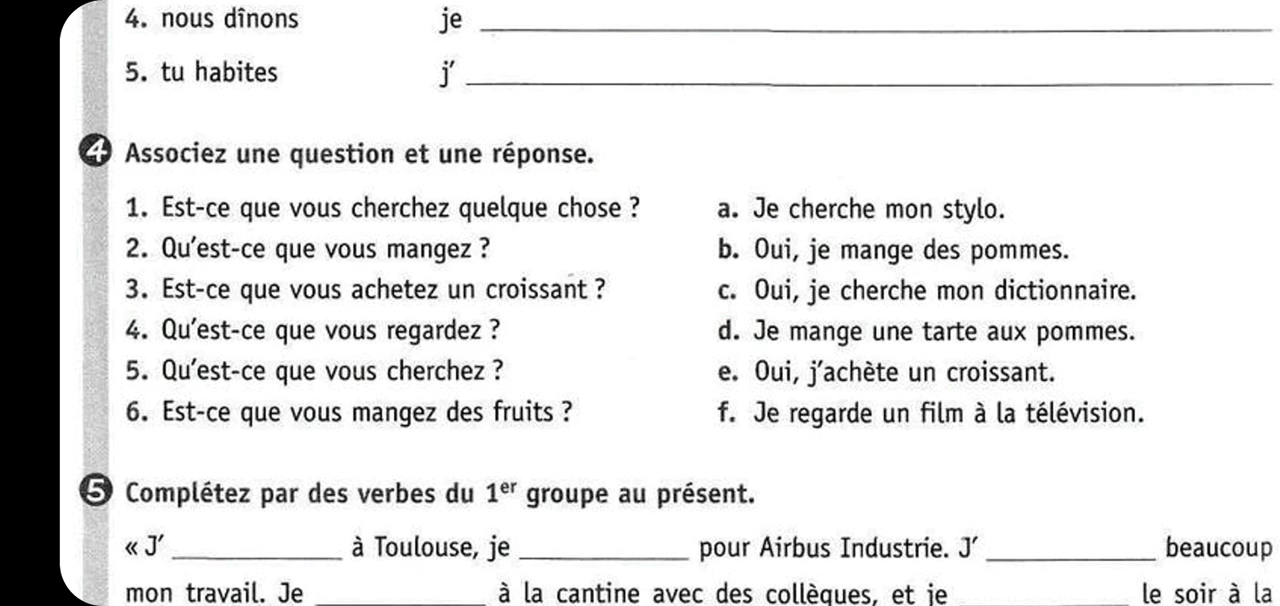 4. nous dînons je
5. tu habites j'
4 Associez une question et une réponse.
1. Est-ce que vous cherchez quelque chose ? a. Je cherche mon stylo.
2. Qu'est-ce que vous mangez ? b. Oui, je mange des pommes.
3. Est-ce que vous achetez un croissant ? c. Oui, je cherche mon dictionnaire.
4. Qu'est-ce que vous regardez ? d. Je mange une tarte aux pommes.
5. Qu'est-ce que vous cherchez ? e. Oui, j'achète un croissant.
6. Est-ce que vous mangez des fruits ? f. Je regarde un film à la télévision.
5 Complétez par des verbes du 1er groupe au présent.
« J' à Toulouse, je pour Airbus Industrie. J' beaucoup
mon travail. Je à la cantine avec des collègues, et je le soir à la